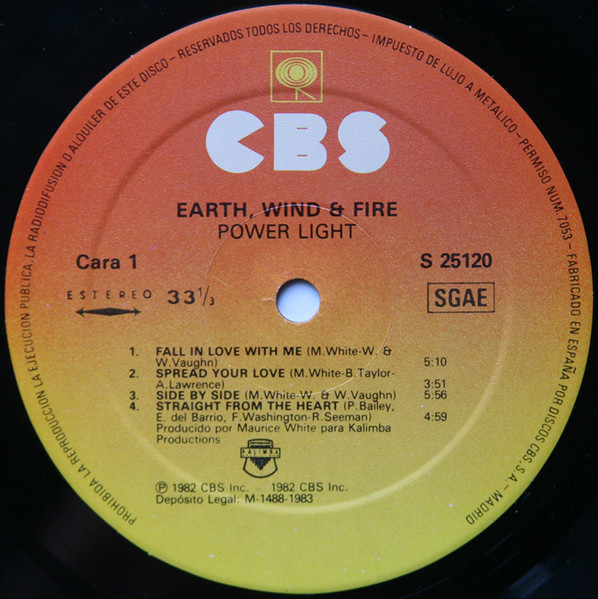 PROHIBIDA LA REPRODUCCIÓN, LA EJECUCION PUBLICA, LA RADIODIFUSION O ALQUILER DE ESTE DISCO – RESERVADOS TODOS LOS DERECHOS – IMPUESTO DE LUJO A METALICO – PERMISO NUM. 7053 – FABRICADO EN ESPAÑA POR DISCOS CBS, S.A. – MADRID
CBS
EARTH, WIND & FIRE
POWER LIGHT
Cara 1
S 25120
ESTEREO 33 1/3
SGAE
1. FALL IN LOVE WITH ME (M.White-W. &
W.Vaughn) 5:10
2. SPREAD YOUR LOVE (M.White-B.Taylor-
A.Lawrence) 3:51
3. SIDE BY SIDE (M.White-W. & W.Vaughn) 5:56
4. STRAIGHT FROM THE HEART (P.Bailey,
E. del Barrio, F.Washington-R.Seeman) 4:59
Producido por Maurice White para Kalimba
Productions
KALIMBA
Ⓟ 1982 CBS Inc. 1982 CBS Inc.
Depósito Legal: M-1488-1983